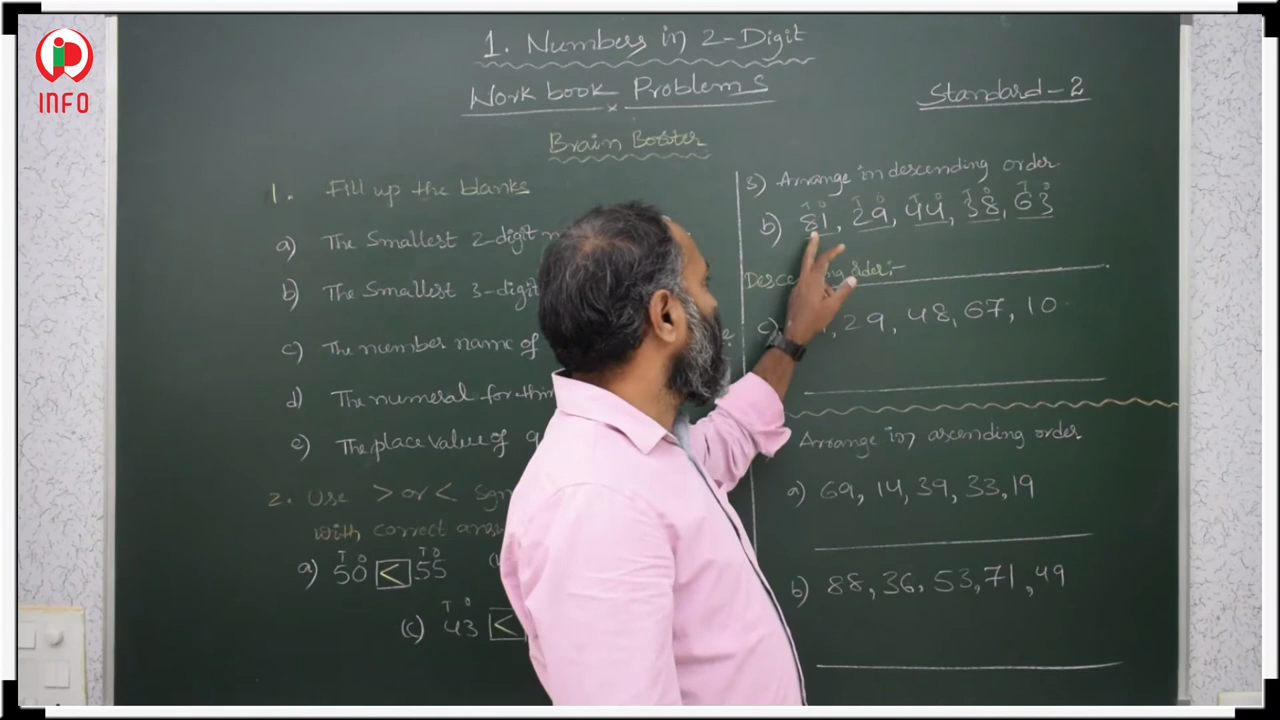 INFO
1. Numbers in 2-Digit
Work book Problems
x
Standard-2
Brain Booster
1. Fill up the blanks
a) The Smallest 2-digit
b) The Smallest 3-digit
c) The number name of
d) The numeral for
e) The place value of 9
2. Use > or < Sign
with correct
T O T O
a) 50 < 55
T O
(c) 43 <
3) Arrange in descending order
T O T O T O T O T O
b) 81, 29, 44, 38, 63
Descending order:-
c) 29, 48, 67, 10
Arrange in ascending order
a) 69, 14, 39, 33, 19
b) 88, 36, 53, 71, 49